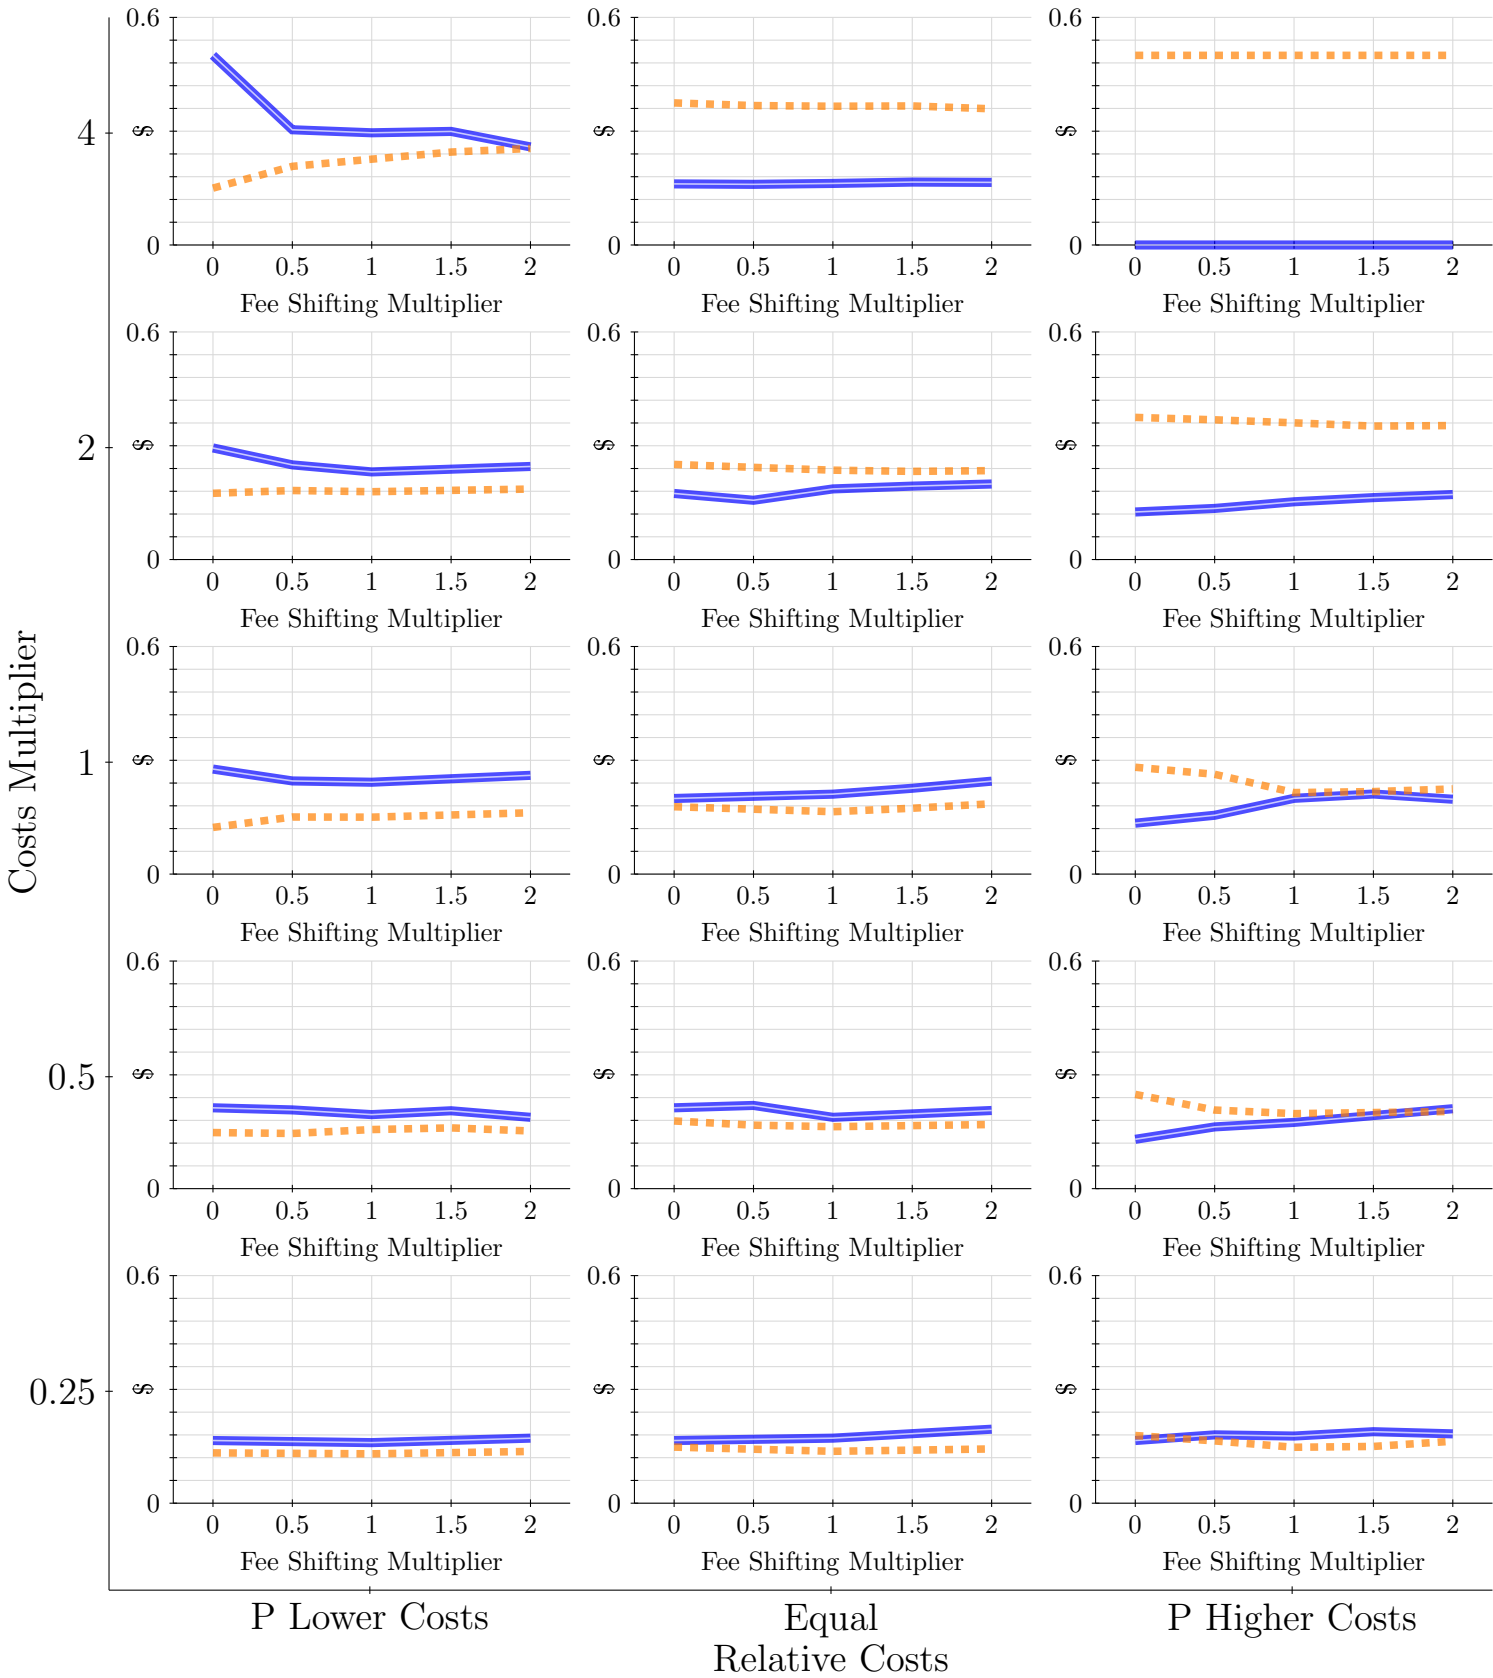 0.6 0.6 0.6
4 $ $ $
0 0 0
0 0.5 1 1.5 2 0 0.5 1 1.5 2 0 0.5 1 1.5 2
Fee Shifting Multiplier Fee Shifting Multiplier Fee Shifting Multiplier
0.6 0.6 0.6
2 $ $ $
0 0 0
0 0.5 1 1.5 2 0 0.5 1 1.5 2 0 0.5 1 1.5 2
Fee Shifting Multiplier Fee Shifting Multiplier Fee Shifting Multiplier
Costs Multiplier
0.6 0.6 0.6
1 $ $ $
0 0 0
0 0.5 1 1.5 2 0 0.5 1 1.5 2 0 0.5 1 1.5 2
Fee Shifting Multiplier Fee Shifting Multiplier Fee Shifting Multiplier
0.6 0.6 0.6
0.5 $ $ $
0 0 0
0 0.5 1 1.5 2 0 0.5 1 1.5 2 0 0.5 1 1.5 2
Fee Shifting Multiplier Fee Shifting Multiplier Fee Shifting Multiplier
0.6 0.6 0.6
0.25 $ $ $
0 0 0
0 0.5 1 1.5 2 0 0.5 1 1.5 2 0 0.5 1 1.5 2
Fee Shifting Multiplier Fee Shifting Multiplier Fee Shifting Multiplier
P Lower Costs Equal P Higher Costs
Relative Costs